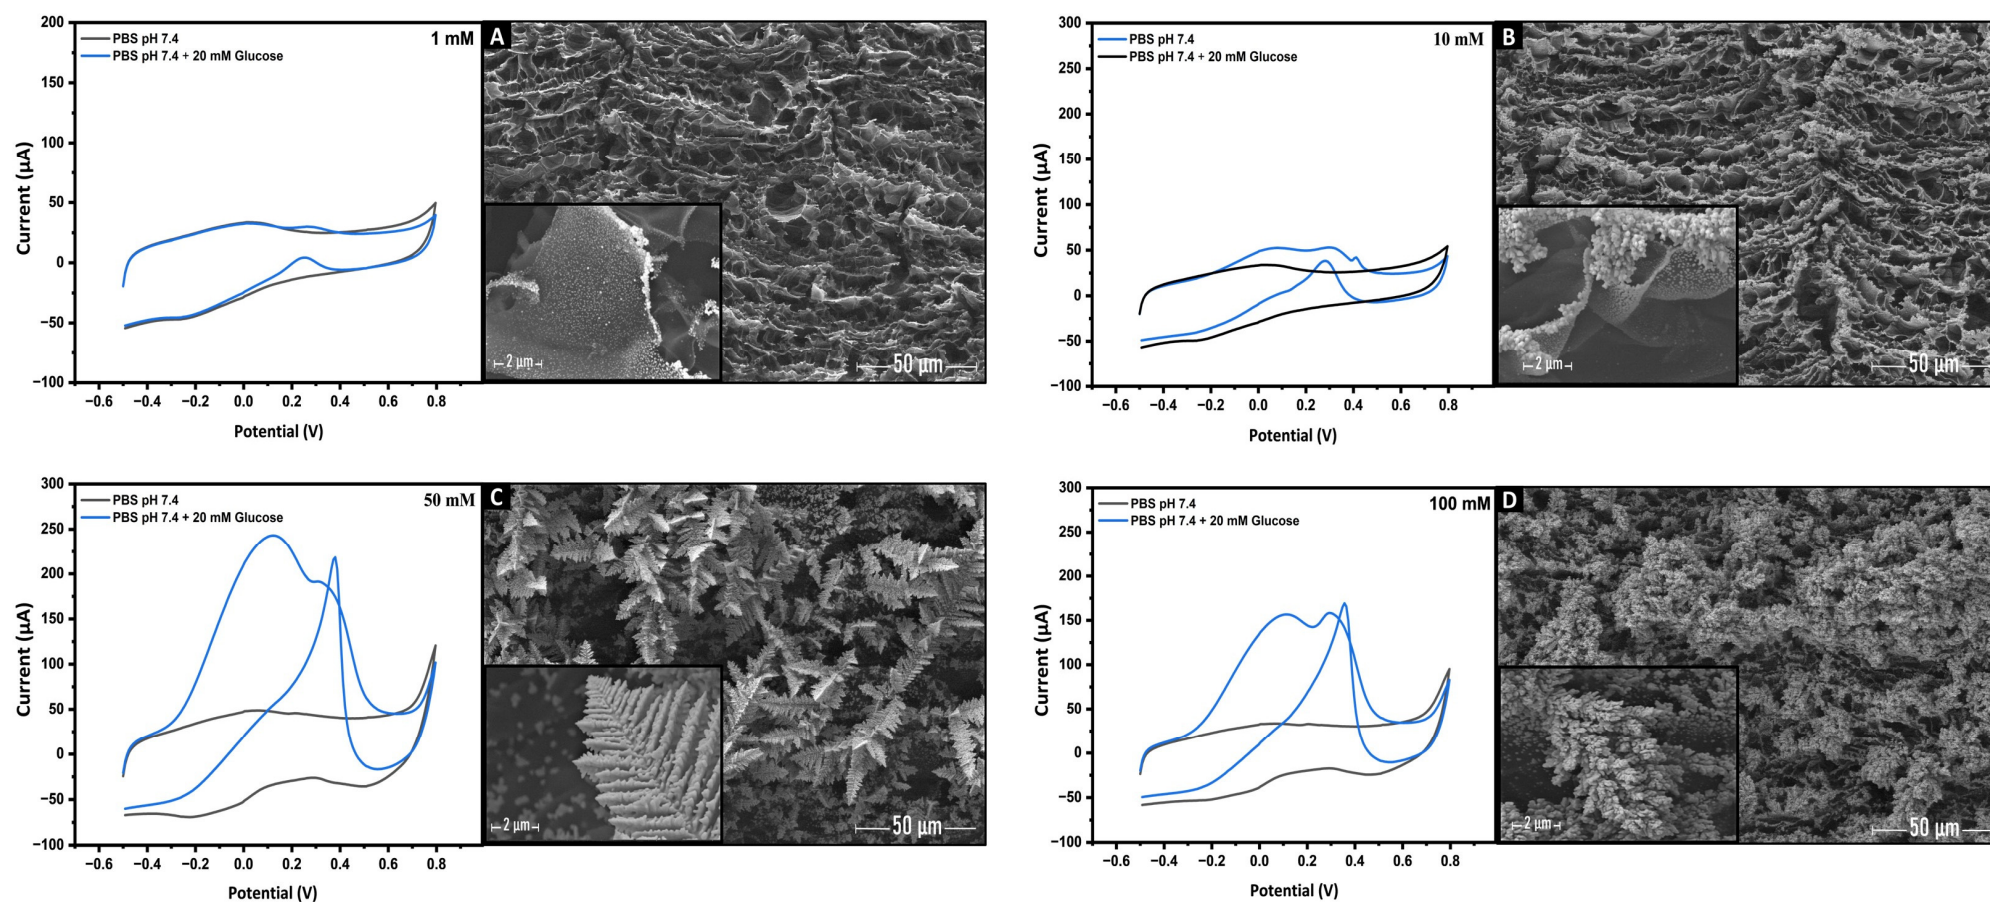 200
150
100
50
0
−50
−100
Current (µA)
PBS pH 7.4
PBS pH 7.4 + 20 mM Glucose
1 mM
−0.6 −0.4 −0.2 0.0 0.2 0.4 0.6 0.8
Potential (V)
A
2 µm
50 µm
300
250
200
150
100
50
0
−50
−100
Current (µA)
PBS pH 7.4
PBS pH 7.4 + 20 mM Glucose
10 mM
−0.6 −0.4 −0.2 0.0 0.2 0.4 0.6 0.8
Potential (V)
B
2 µm
50 µm
300
250
200
150
100
50
0
−50
−100
Current (µA)
PBS pH 7.4
PBS pH 7.4 + 20 mM Glucose
50 mM
−0.6 −0.4 −0.2 0.0 0.2 0.4 0.6 0.8
Potential (V)
C
2 µm
50 µm
300
250
200
150
100
50
0
−50
−100
Current (µA)
PBS pH 7.4
PBS pH 7.4 + 20 mM Glucose
100 mM
−0.6 −0.4 −0.2 0.0 0.2 0.4 0.6 0.8
Potential (V)
D
2 µm
50 µm